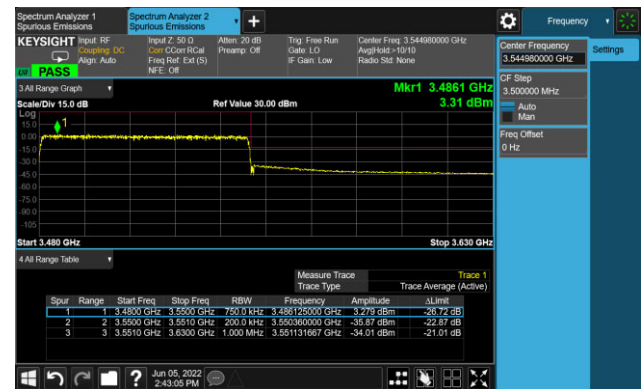 Spectrum Analyzer 1
Spurious Emissions
Spectrum Analyzer 2
Spurious Emissions
Frequency
KEYSIGHT
Input: RF
Coupling: DC
Align: Auto
Input Z: 50 Ω
Corr CCorr RCal
Freq Ref: Ext (S)
NFE: Off
Atten: 20 dB
Preamp: Off
Trig: Free Run
Gate: LO
IF Gain: Low
Center Freq: 3.544980000 GHz
Avg|Hold:>10/10
Radio Std: None
PASS
3 All Range Graph
Mkr1 3.4861 GHz
Scale/Div 15.0 dB
Ref Value 30.00 dBm
3.31 dBm
Log
15.0
1
0.00
-15.0
-30.0
-45.0
-60.0
-75.0
-90.0
-105
Start 3.480 GHz
Stop 3.630 GHz
4 All Range Table
Measure Trace Trace 1
Trace Type Trace Average (Active)
Spur Range Start Freq Stop Freq RBW Frequency Amplitude ΔLimit
1 1 3.4800 GHz 3.5500 GHz 750.0 kHz 3.486125000 GHz 3.279 dBm -26.72 dB
2 2 3.5500 GHz 3.5510 GHz 200.0 kHz 3.550360000 GHz -35.87 dBm -22.87 dB
3 3 3.5510 GHz 3.6300 GHz 1.000 MHz 3.551131667 GHz -34.01 dBm -21.01 dB
Center Frequency
3.544980000 GHz
Settings
CF Step
3.500000 MHz
Auto
Man
Freq Offset
0 Hz
Jun 05, 2022
2:43:05 PM